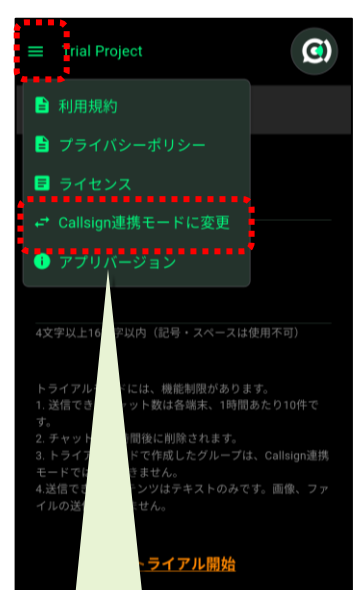 Trial Project
利用規約
プライバシーポリシー
ライセンス
Callsign連携モードに変更
アプリバージョン
4文字以上16 字以内（記号・スペースは使用不可）
トライアル ドには、機能制限があります。
1. 送信でき ット数は各端末、1時間あたり10件で
す。
2. チャット 時間後に削除されます。
3. トライア ドで作成したグループは、Callsign連携
モードでは きません。
4.送信でき ンツはテキストのみです。画像、ファ
イルの送 ません。
トライアル開始